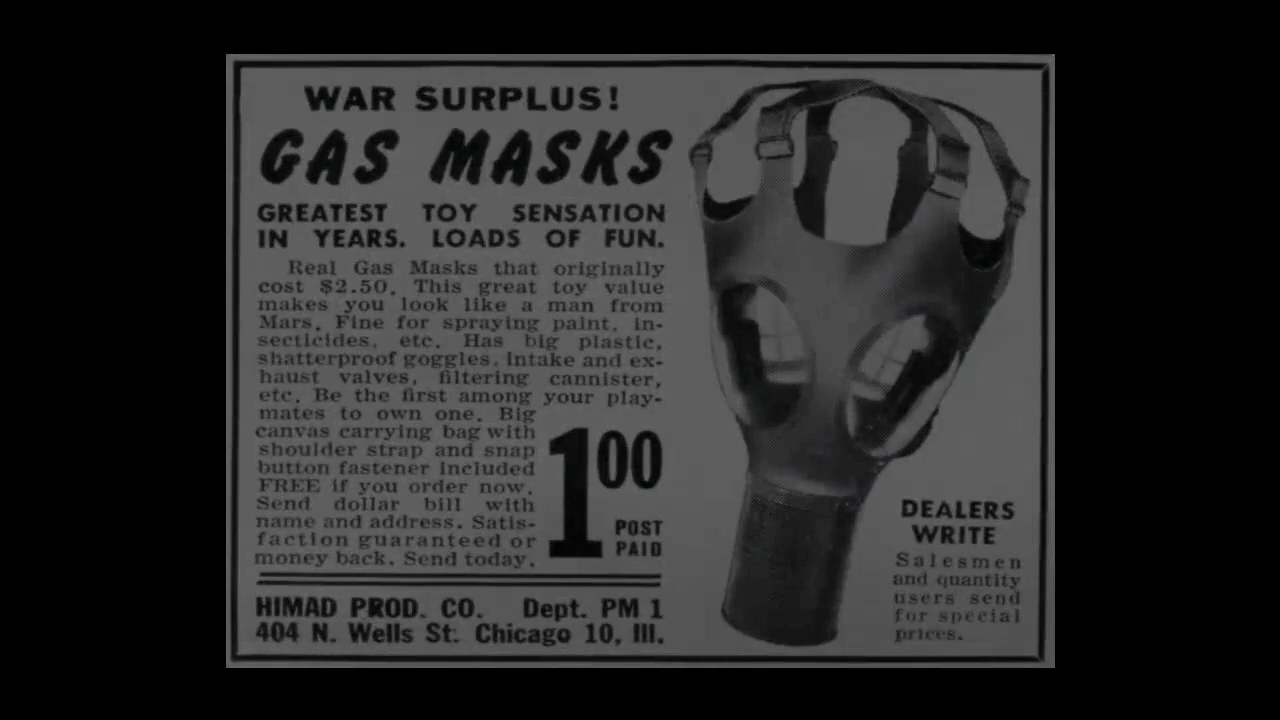 WAR SURPLUS!
GAS MASKS
GREATEST TOY SENSATION
IN YEARS. LOADS OF FUN.
Real Gas Masks that originally
cost $2.50. This great toy value
makes you look like a man from
Mars. Fine for spraying paint, in-
secticides, etc. Has big plastic,
shatterproof goggles. Intake and ex-
haust valves, filtering cannister,
etc. Be the first among your play-
mates to own one. Big
canvas carrying bag with
shoulder strap and snap
button fastener included
FREE if you order now.
Send dollar bill with
name and address. Satis-
faction guaranteed or
money back. Send today.
1 00
POST
PAID
HIMAD PROD. CO. Dept. PM 1
404 N. Wells St. Chicago 10, Ill.
DEALERS
WRITE
Salesmen
and quantity
users send
for special
prices.